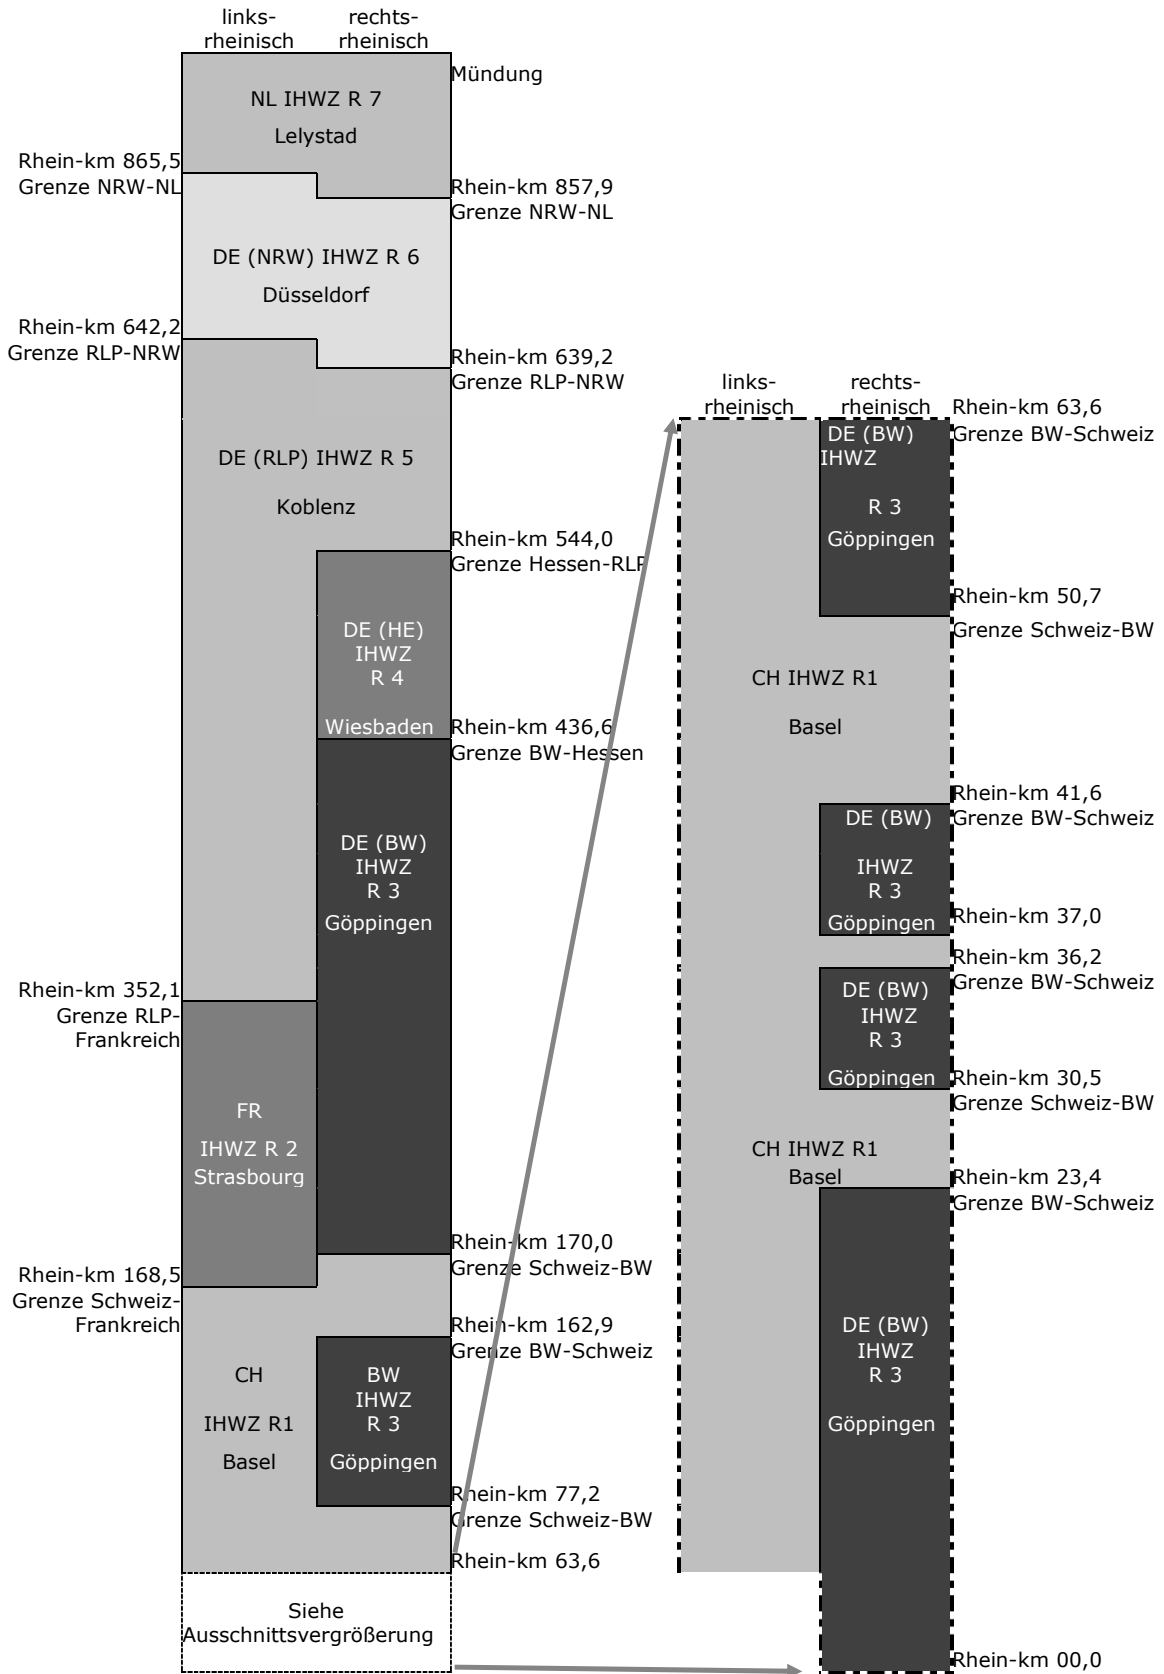 links-
rheinisch
rechts-
rheinisch
Mündung
NL IHWZ R 7
Lelystad
Rhein-km 865,5
Grenze NRW-NL
Rhein-km 857,9
Grenze NRW-NL
DE (NRW) IHWZ R 6
Düsseldorf
Rhein-km 642,2
Grenze RLP-NRW
Rhein-km 639,2
Grenze RLP-NRW
DE (RLP) IHWZ R 5
Koblenz
Rhein-km 544,0
Grenze Hessen-RLP
DE (HE)
IHWZ
R 4
Wiesbaden
Rhein-km 436,6
Grenze BW-Hessen
DE (BW)
IHWZ
R 3
Göppingen
Rhein-km 352,1
Grenze RLP-
Frankreich
FR
IHWZ R 2
Strasbourg
Rhein-km 170,0
Grenze Schweiz-BW
Rhein-km 168,5
Grenze Schweiz-
Frankreich
Rhein-km 162,9
Grenze BW-Schweiz
CH
IHWZ R1
Basel
BW
IHWZ
R 3
Göppingen
Rhein-km 77,2
Grenze Schweiz-BW
Rhein-km 63,6
Siehe
Ausschnittsvergrößerung
links-
rheinisch
rechts-
rheinisch
Rhein-km 63,6
Grenze BW-Schweiz
DE (BW)
IHWZ
R 3
Göppingen
Rhein-km 50,7
Grenze Schweiz-BW
CH IHWZ R1
Basel
Rhein-km 41,6
Grenze BW-Schweiz
DE (BW)
IHWZ
R 3
Göppingen
Rhein-km 37,0
Rhein-km 36,2
Grenze BW-Schweiz
DE (BW)
IHWZ
R 3
Göppingen
Rhein-km 30,5
Grenze Schweiz-BW
CH IHWZ R1
Basel
Rhein-km 23,4
Grenze BW-Schweiz
DE (BW)
IHWZ
R 3
Göppingen
Rhein-km 00,0